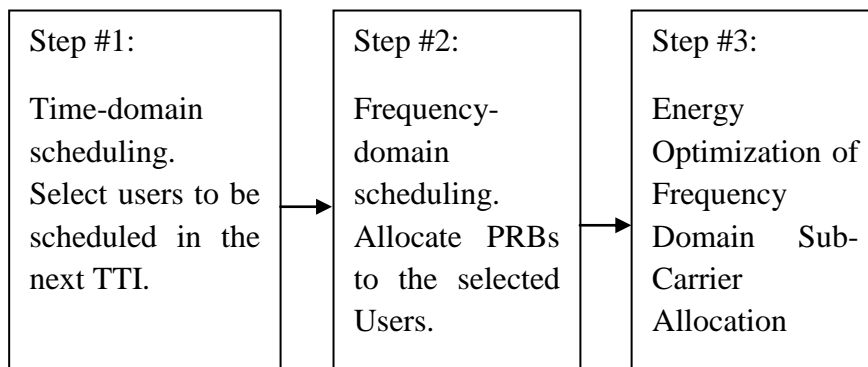 Step #1:
Time-domain
scheduling.
Select users to be
scheduled in the
next TTI.
Step #2:
Frequency-
domain
scheduling.
Allocate PRBs
to the selected
Users.
Step #3:
Energy
Optimization of
Frequency
Domain Sub-
Carrier
Allocation